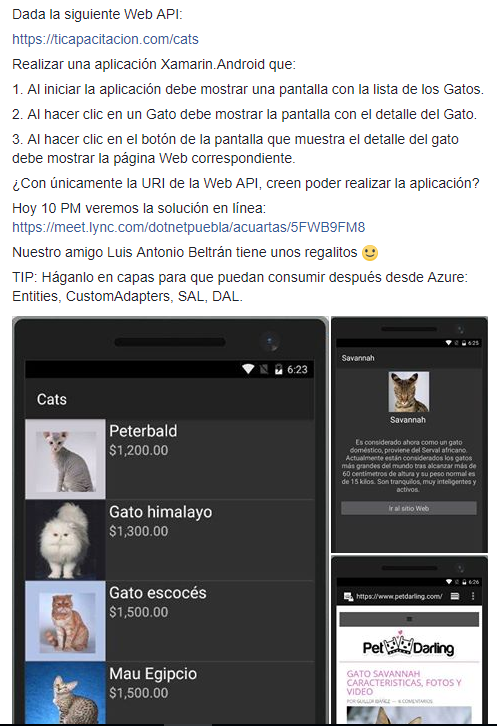 Dada la siguiente Web API:
https://ticapacitacion.com/cats
Realizar una aplicación Xamarin.Android que:
1. Al iniciar la aplicación debe mostrar una pantalla con la lista de los Gatos.
2. Al hacer clic en un Gato debe mostrar la pantalla con el detalle del Gato.
3. Al hacer clic en el botón de la pantalla que muestra el detalle del gato
debe mostrar la página Web correspondiente.
¿Con únicamente la URI de la Web API, creen poder realizar la aplicación?
Hoy 10 PM veremos la solución en línea:
https://meet.lync.com/dotnetpuebla/acuartas/5FWB9FM8
Nuestro amigo Luis Antonio Beltrán tiene unos regalitos 🙂
TIP: Háganlo en capas para que puedan consumir después desde Azure:
Entities, CustomAdapters, SAL, DAL.
6:23
Cats
Peterbald
$1,200.00
Gato himalayo
$1,300.00
Gato escocés
$1,500.00
Mau Egipcio
$1,500.00
6:25
Savannah
Savannah
Es considerado ahora como un gato
doméstico, proviene del Serval africano.
Actualmente están considerados los gatos
más grandes del mundo tras alcanzar más de
60 centímetros de altura y su peso normal es
de 15 kilos. Son tranquilos, muy inteligentes y
activos.
Ir al sitio Web
6:26
https://www.petdarling.com/
Pet Darling
GATO SAVANNAH
CARACTERISTICAS, FOTOS Y
VIDEO
POR
4 COMENTARIOS